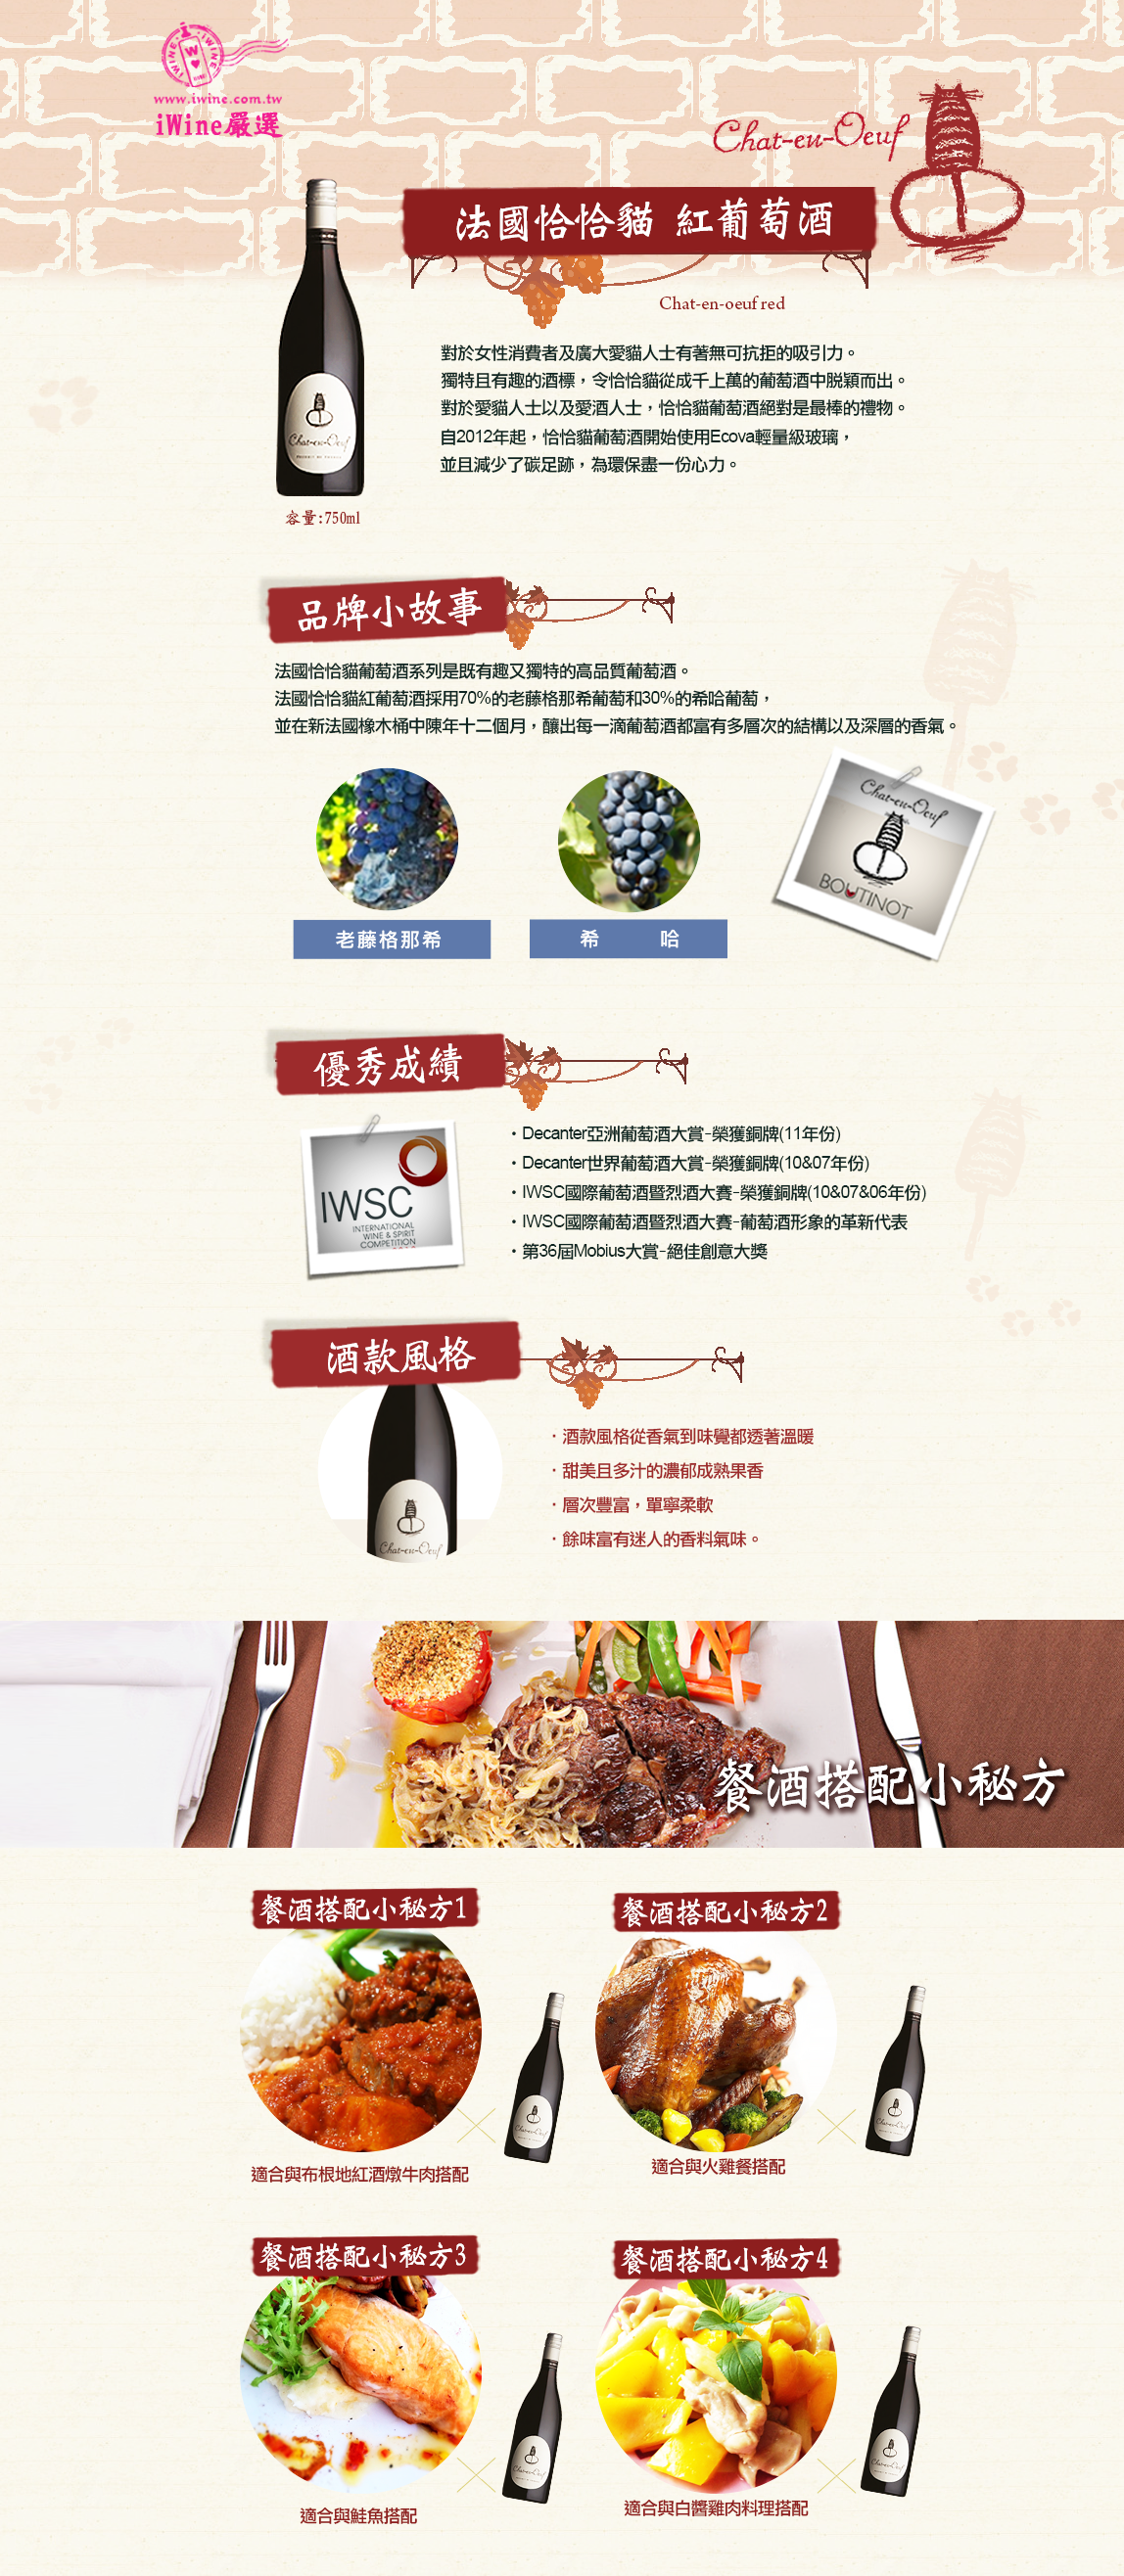 www.iwine.com.tw
iWine嚴選
Chat-en-Oeuf
法國恰恰貓 紅葡萄酒
Chat-en-oeuf red
對於女性消費者及廣大愛貓人士有著無可抗拒的吸引力。
獨特且有趣的酒標，令恰恰貓從成千上萬的葡萄酒中脫穎而出。
對於愛貓人士以及愛酒人士，恰恰貓葡萄酒絕對是最棒的禮物。
自2012年起，恰恰貓葡萄酒開始使用Ecova輕量級玻璃，
並且減少了碳足跡，為環保盡一份心力。
Chat-en-Oeuf
容量:750ml
品牌小故事
法國恰恰貓葡萄酒系列是既有趣又獨特的高品質葡萄酒。
法國恰恰貓紅葡萄酒採用70%的老藤格那希葡萄和30%的希哈葡萄，
並在新法國橡木桶中陳年十二個月，釀出每一滴葡萄酒都富有多層次的結構以及深層的香氣。
Chat-en-Oeuf
BOUTINOT
老藤格那希
希 哈
優秀成績
IWSC
INTERNATIONAL
WINE & SPIRIT
COMPETITION
・Decanter亞洲葡萄酒大賞-榮獲銅牌(11年份)
・Decanter世界葡萄酒大賞-榮獲銅牌(10&07年份)
・IWSC國際葡萄酒暨烈酒大賽-榮獲銅牌(10&07&06年份)
・IWSC國際葡萄酒暨烈酒大賽-葡萄酒形象的革新代表
・第36屆Mobius大賞-絕佳創意大獎
酒款風格
Chat-en-Oeuf
・酒款風格從香氣到味覺都透著溫暖
・甜美且多汁的濃郁成熟果香
・層次豐富，單寧柔軟
・餘味富有迷人的香料氣味。
餐酒搭配小秘方
餐酒搭配小秘方1
適合與布根地紅酒燉牛肉搭配
餐酒搭配小秘方2
適合與火雞餐搭配
餐酒搭配小秘方3
適合與鮭魚搭配
餐酒搭配小秘方4
適合與白醬雞肉料理搭配